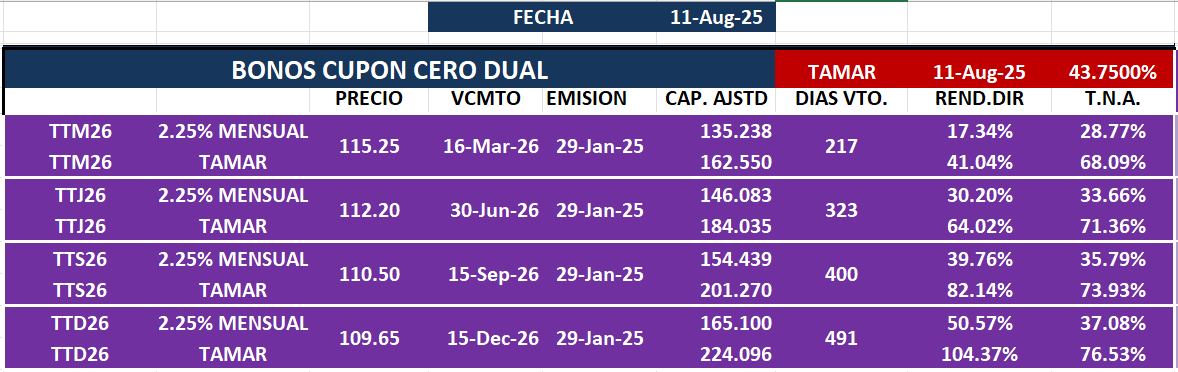 FECHA 11-Aug-25
BONOS CUPON CERO DUAL TAMAR 11-Aug-25 43.7500%
PRECIO VCMTO EMISION CAP. AJSTD DIAS VTO. REND.DIR T.N.A.
TTM26 2.25% MENSUAL 135.238 17.34% 28.77%
115.25 16-Mar-26 29-Jan-25 217
TTM26 TAMAR 162.550 41.04% 68.09%
TTJ26 2.25% MENSUAL 146.083 30.20% 33.66%
112.20 30-Jun-26 29-Jan-25 323
TTJ26 TAMAR 184.035 64.02% 71.36%
TTS26 2.25% MENSUAL 154.439 39.76% 35.79%
110.50 15-Sep-26 29-Jan-25 400
TTS26 TAMAR 201.270 82.14% 73.93%
TTD26 2.25% MENSUAL 165.100 50.57% 37.08%
109.65 15-Dec-26 29-Jan-25 491
TTD26 TAMAR 224.096 104.37% 76.53%